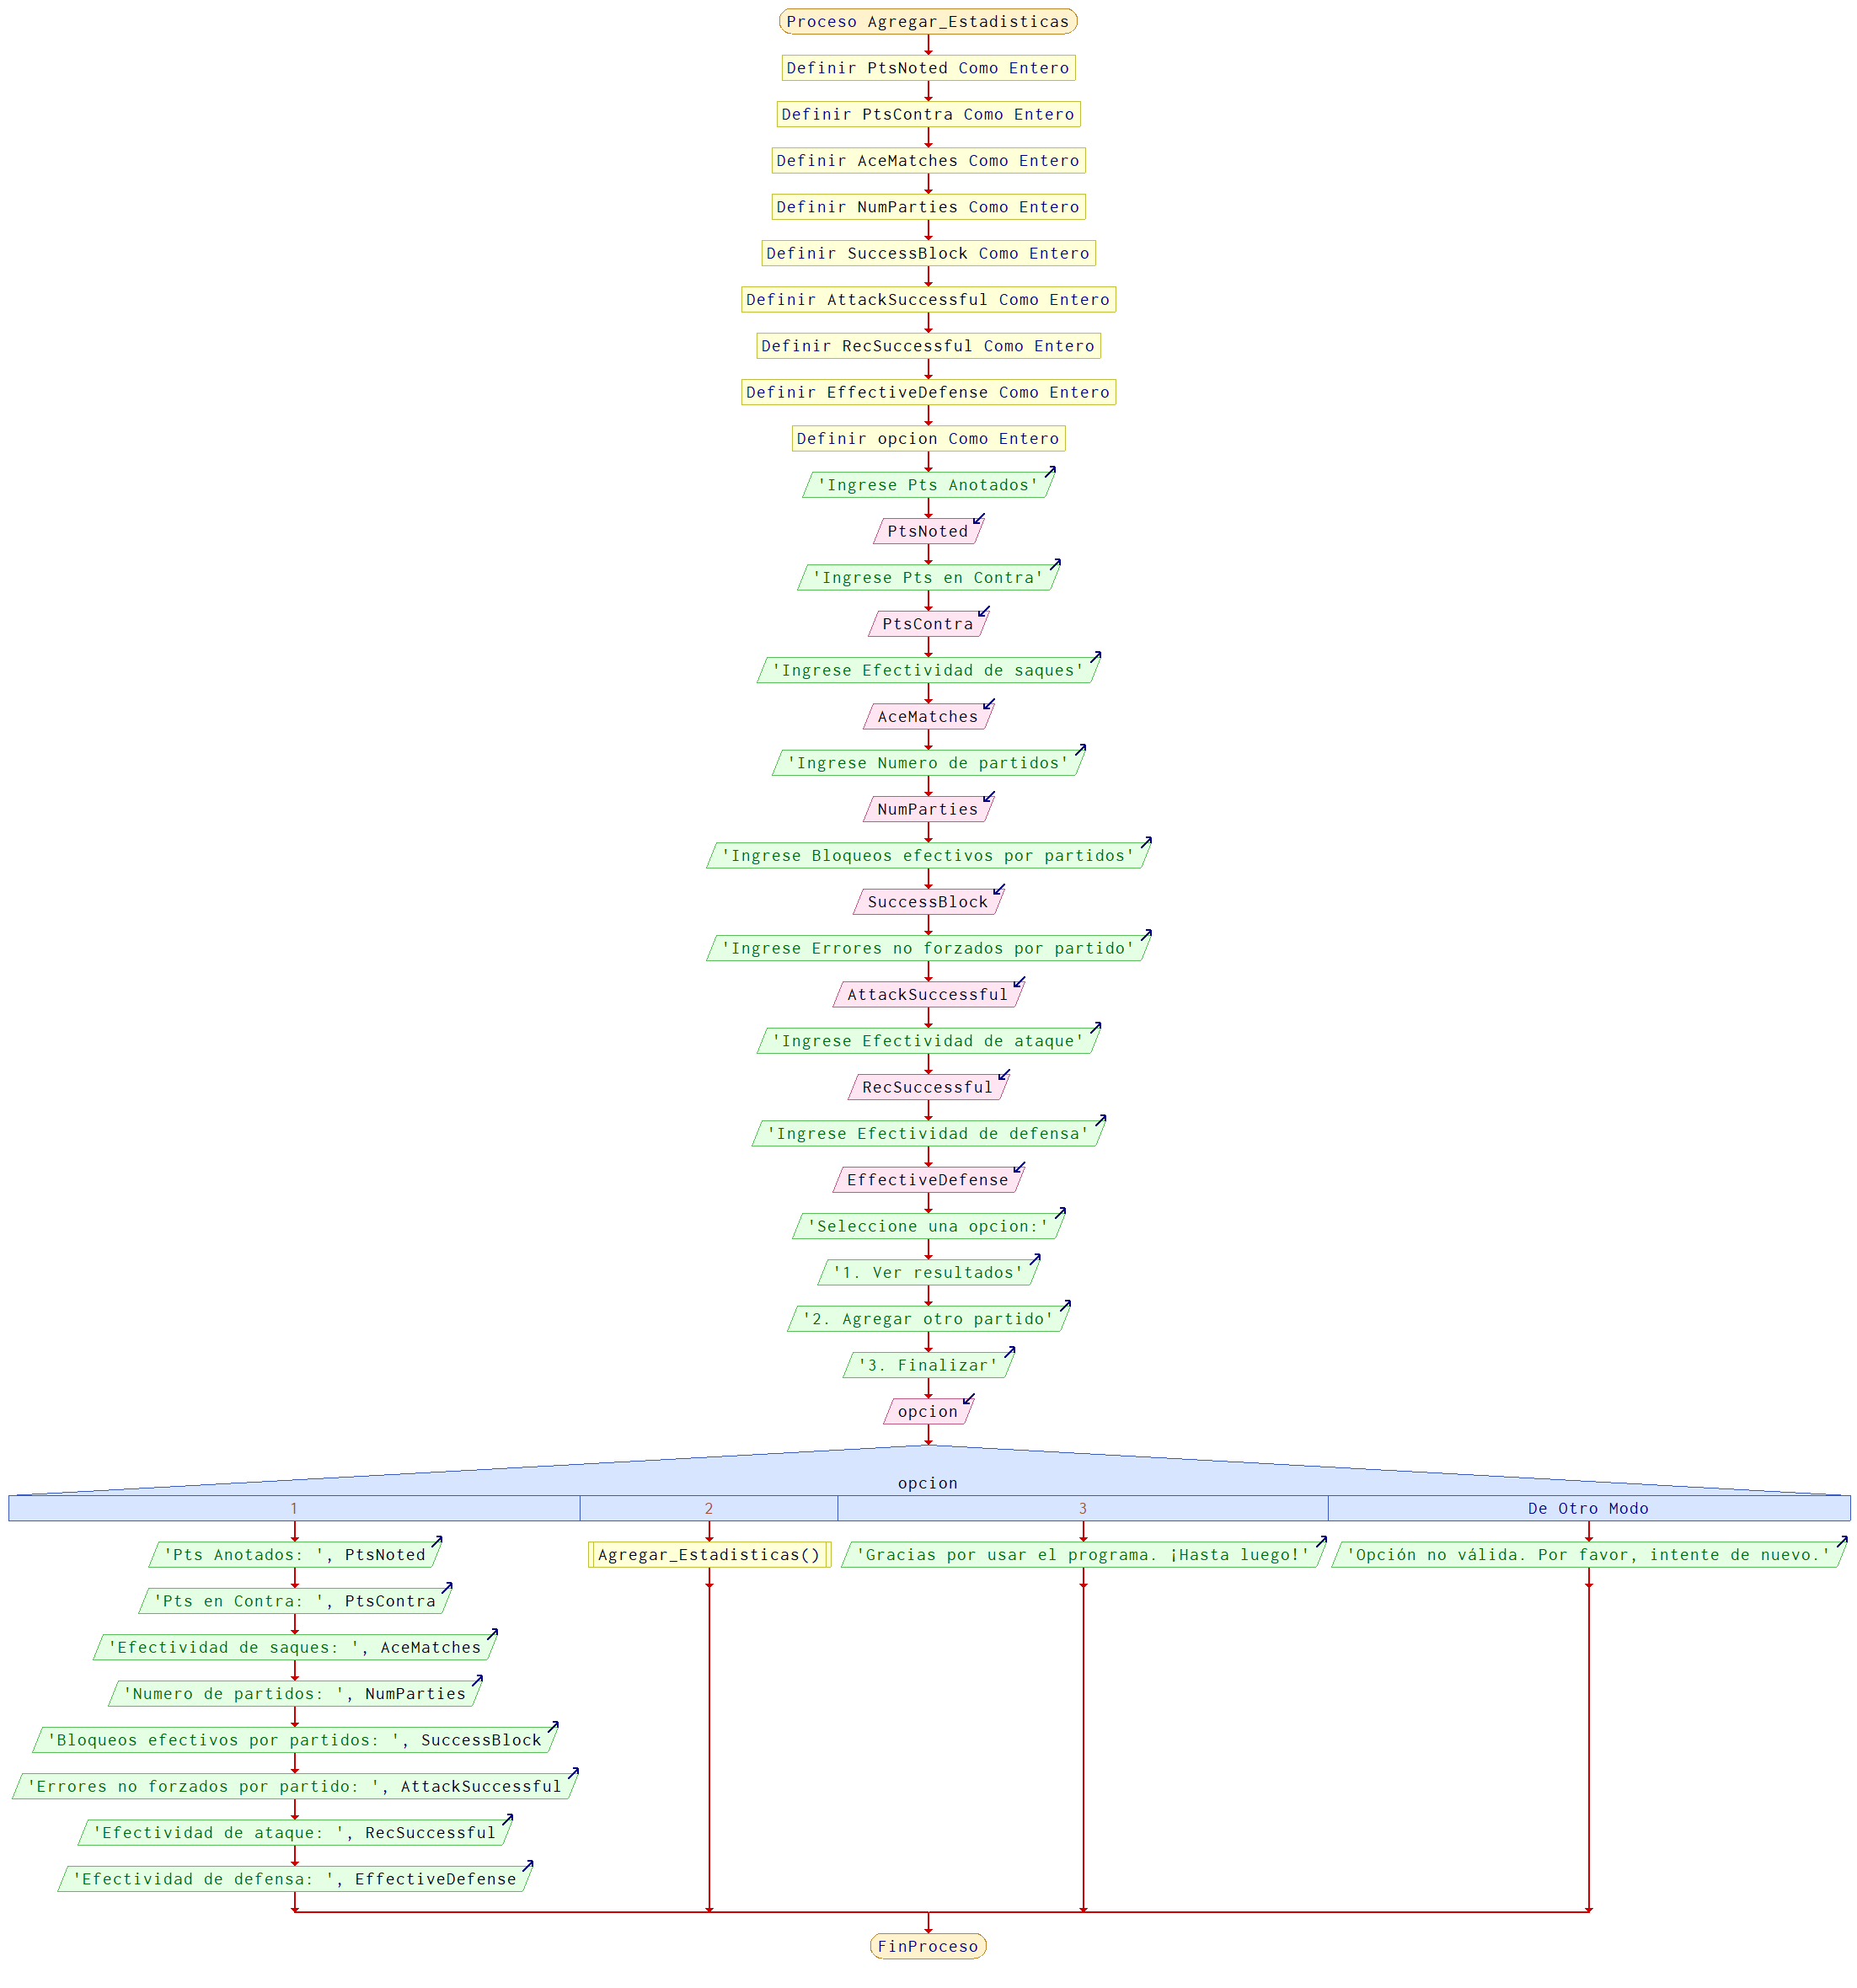 Proceso Agregar_Estadisticas
Definir PtsNoted Como Entero
Definir PtsContra Como Entero
Definir AceMatches Como Entero
Definir NumParties Como Entero
Definir SuccessBlock Como Entero
Definir AttackSuccessful Como Entero
Definir RecSuccessful Como Entero
Definir EffectiveDefense Como Entero
Definir opcion Como Entero
'Ingrese Pts Anotados'
PtsNoted
'Ingrese Pts en Contra'
PtsContra
'Ingrese Efectividad de saques'
AceMatches
'Ingrese Numero de partidos'
NumParties
'Ingrese Bloqueos efectivos por partidos'
SuccessBlock
'Ingrese Errores no forzados por partido'
AttackSuccessful
'Ingrese Efectividad de ataque'
RecSuccessful
'Ingrese Efectividad de defensa'
EffectiveDefense
'Seleccione una opcion:'
'1. Ver resultados'
'2. Agregar otro partido'
'3. Finalizar'
opcion
opcion
1
2
3
De Otro Modo
'Pts Anotados: ', PtsNoted
Agregar_Estadisticas()
'Gracias por usar el programa. ¡Hasta luego!'
'Opción no válida. Por favor, intente de nuevo.'
'Pts en Contra: ', PtsContra
'Efectividad de saques: ', AceMatches
'Numero de partidos: ', NumParties
'Bloqueos efectivos por partidos: ', SuccessBlock
'Errores no forzados por partido: ', AttackSuccessful
'Efectividad de ataque: ', RecSuccessful
'Efectividad de defensa: ', EffectiveDefense
FinProceso